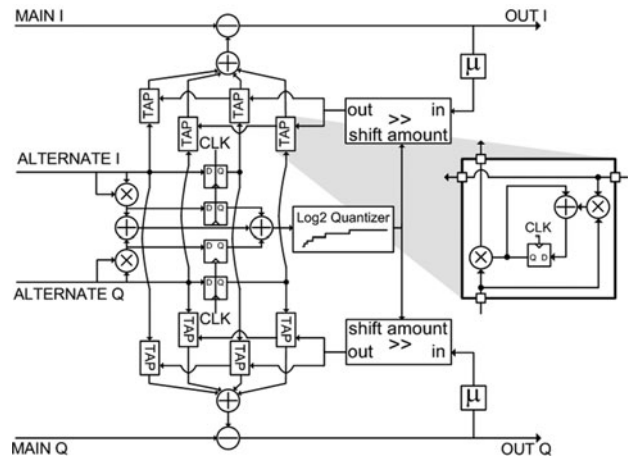 MAIN I
OUT I
μ
TAP
TAP
TAP
TAP
out
in
>>
shift amount
CLK
ALTERNATE I
D Q
D Q
Log2 Quantizer
CLK
Q D
D Q
D Q
ALTERNATE Q
CLK
TAP
TAP
TAP
TAP
shift amount
out
>>
in
μ
MAIN Q
OUT Q